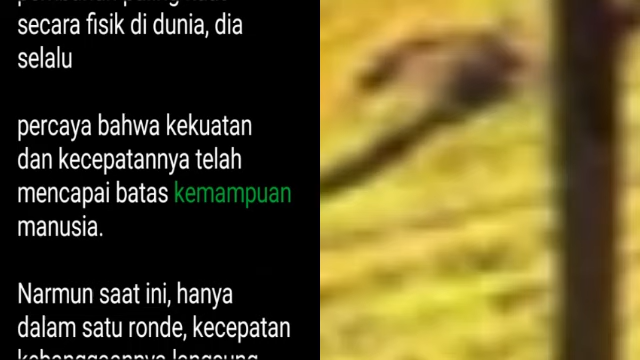 secara fisik di dunia, dia
selalu
percaya bahwa kekuatan
dan kecepatannya telah
mencapai batas kemampuan
manusia.
Narmun saat ini, hanya
dalam satu ronde, kecepatan